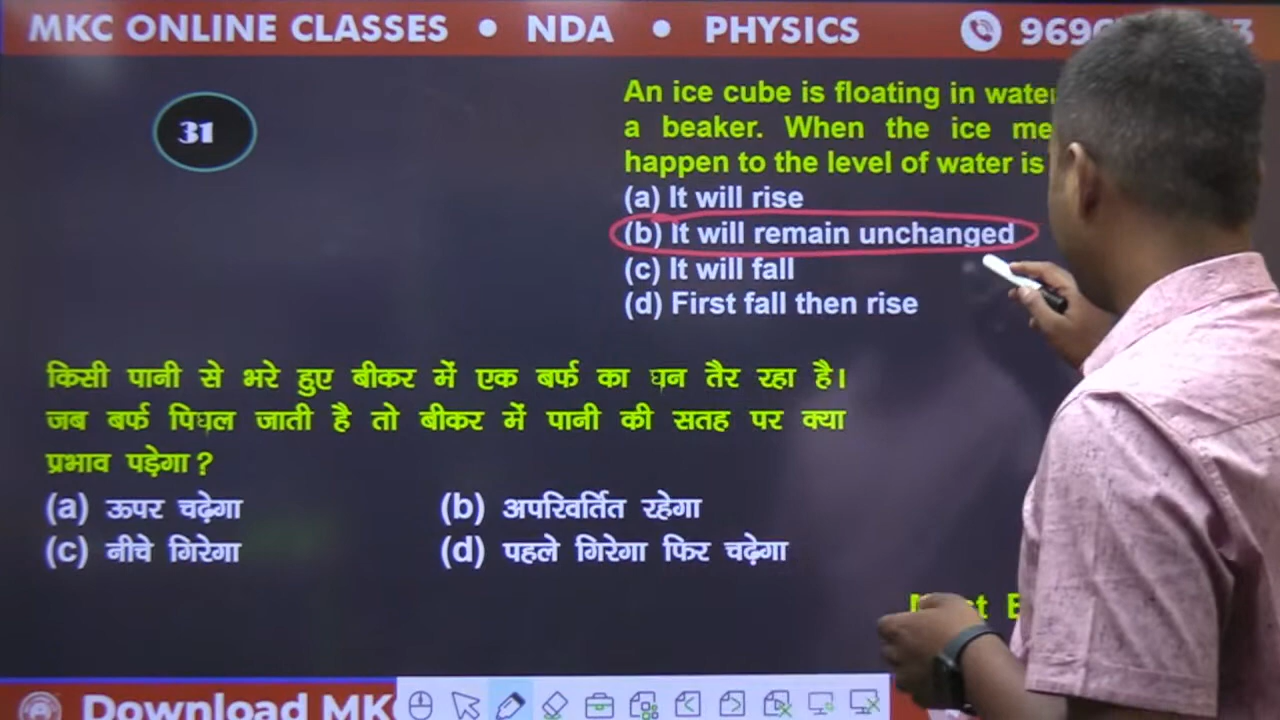 MKC ONLINE CLASSES • NDA • PHYSICS
31
An ice cube is floating in water
a beaker. When the ice
happen to the level of water is
(a) It will rise
(b) It will remain unchanged
(c) It will fall
(d) First fall then rise
किसी पानी से भरे हुए बीकर में एक बर्फ का घन तैर रहा है।
जब बर्फ पिघल जाती है तो बीकर में पानी की सतह पर क्या
प्रभाव पड़ेगा?
(a) ऊपर चढ़ेगा (b) अपरिवर्तित रहेगा
(c) नीचे गिरेगा (d) पहले गिरेगा फिर चढ़ेगा
Download